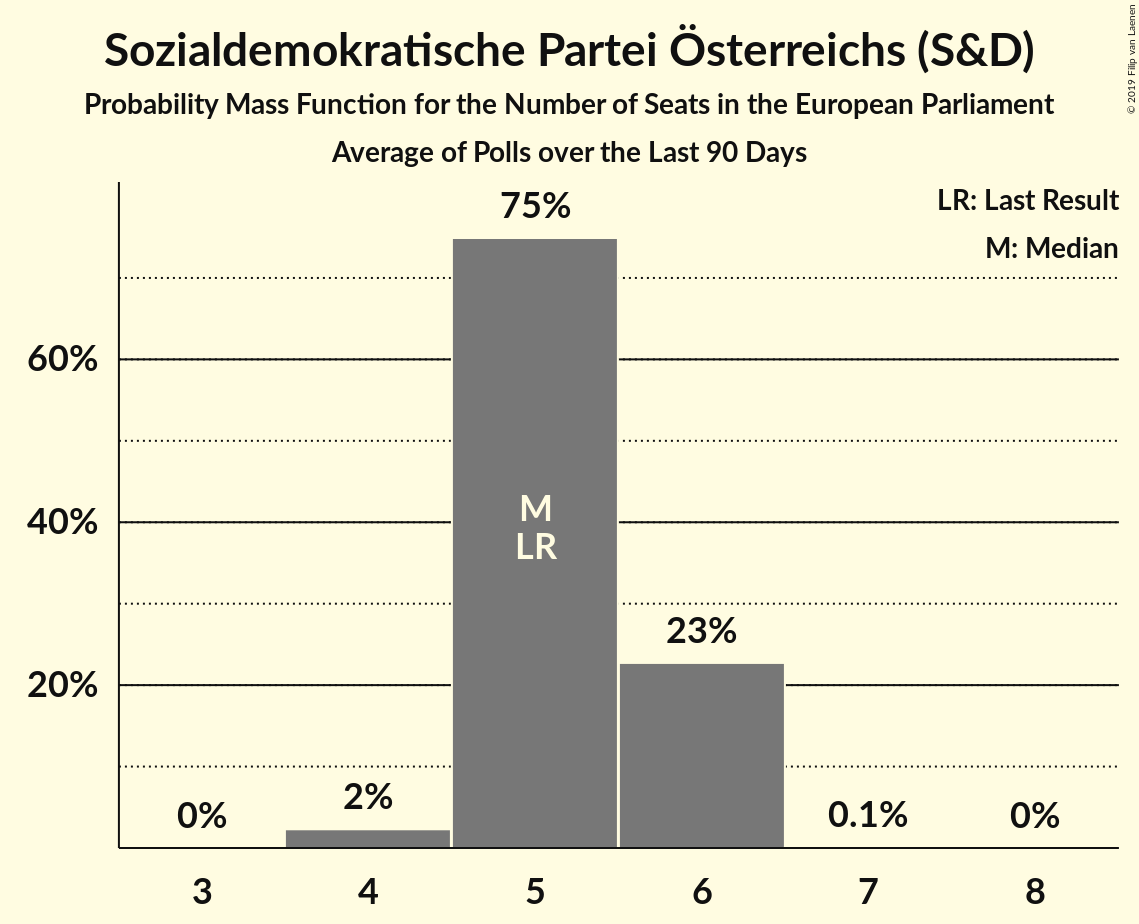 Sozialdemokratische Partei Österreichs (S&D)
Probability Mass Function for the Number of Seats in the European Parliament
Average of Polls over the Last 90 Days
© 2019 Filip van Laenen
LR: Last Result
M: Median
75%
60%
40%
20%
M
LR
23%
2%
0%
0.1%
0%
3 4 5 6 7 8